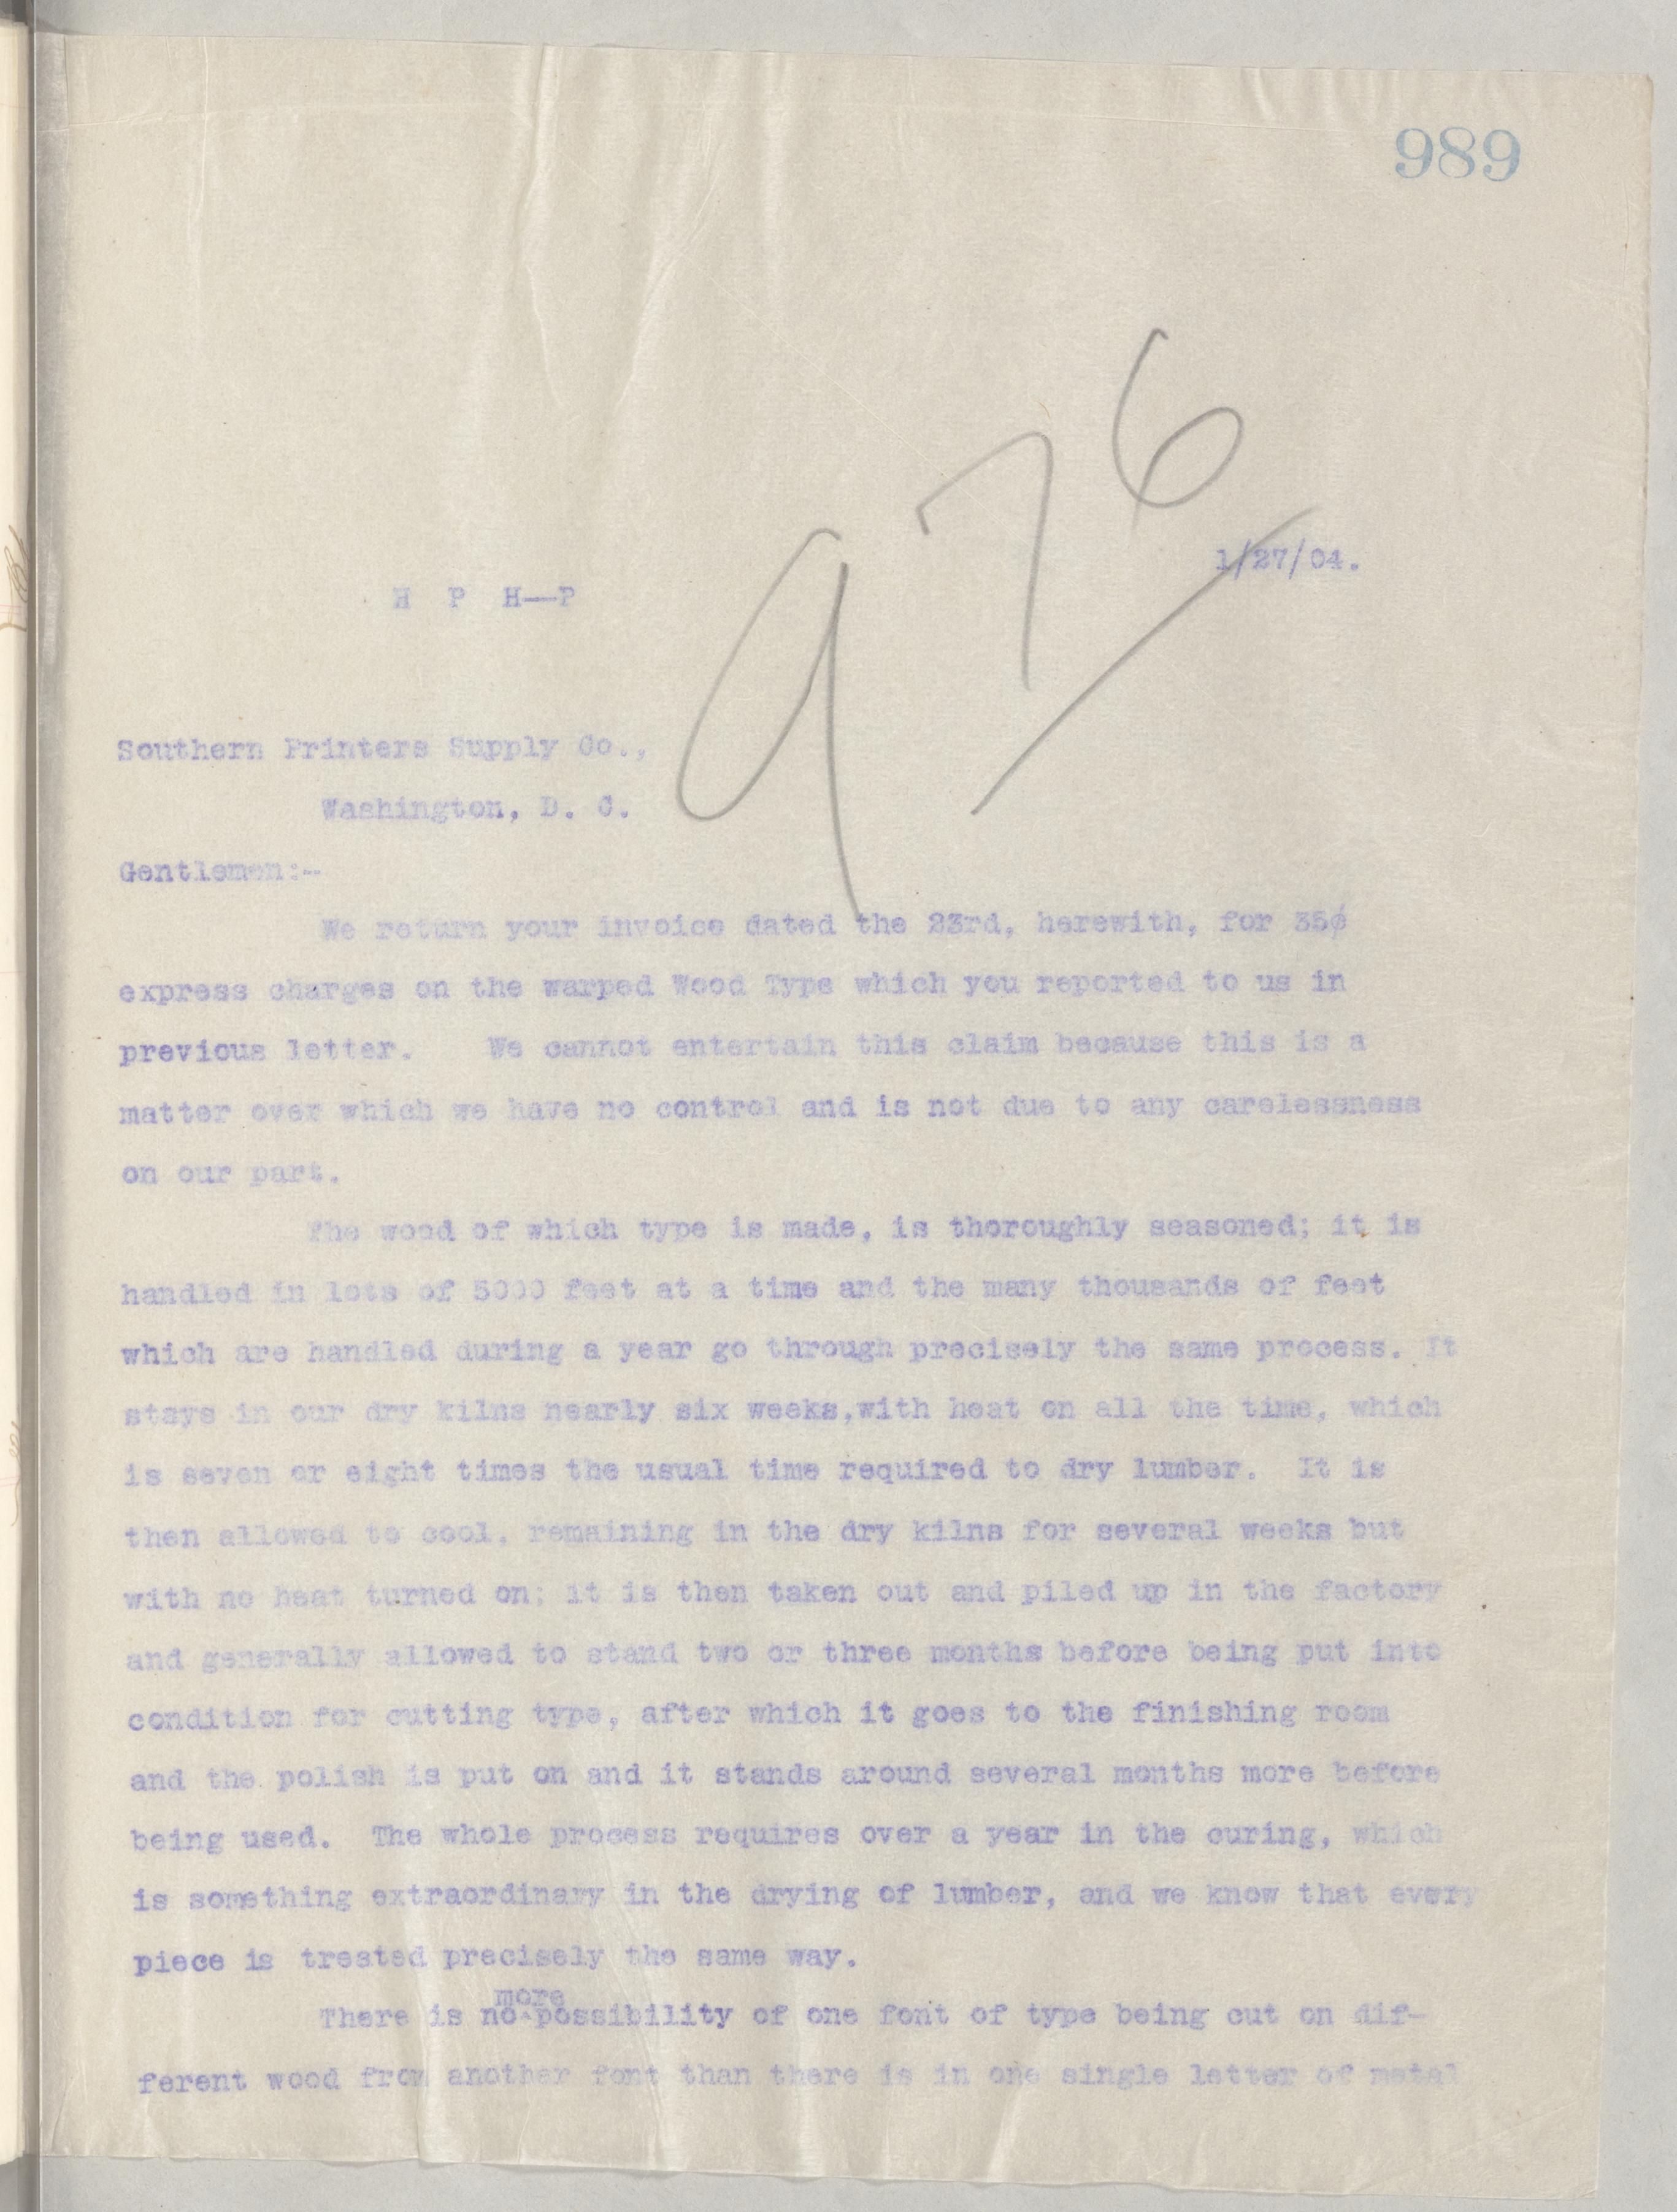 989
976
1/27/04.
H P H—P
Southern Printers Supply Co.,
Washington, D. C.
Gentlemen:-
We return your invoice dated the 23rd, herewith, for 35¢
express charges on the warped Wood Type which you reported to us in
previous letter. We cannot entertain this claim because this is a
matter over which we have no control and is not due to any carelessness
on our part.
The wood of which type is made, is thoroughly seasoned; it is
handled in lots of 5000 feet at a time and the many thousands of feet
which are handled during a year go through precisely the same process. It
stays in our dry kilns nearly six weeks,with heat on all the time, which
is seven or eight times the usual time required to dry lumber. It is
then allowed to cool, remaining in the dry kilns for several weeks but
with no heat turned on; it is then taken out and piled up in the factory
and generally allowed to stand two or three months before being put into
condition for cutting type, after which it goes to the finishing room
and the polish is put on and it stands around several months more before
being used. The whole process requires over a year in the curing, which
is something extraordinary in the drying of lumber, and we know that every
piece is treated precisely the same way.
more
There is no^possibility of one font of type being cut on dif-
ferent wood from another font than there is in one single letter of metal